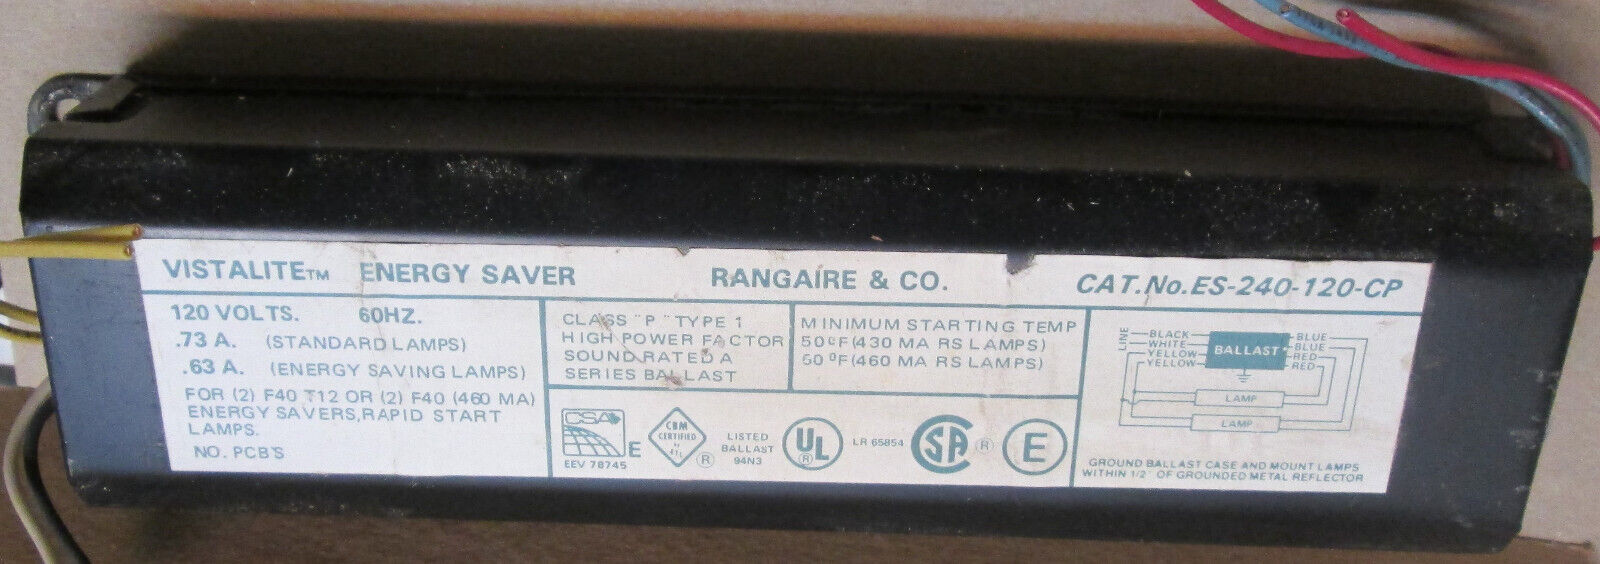 VISTALITE™ ENERGY SAVER RANGAIRE & CO. CAT.No.ES-240-120-CP
120 VOLTS. 60HZ.
.73 A. (STANDARD LAMPS)
.63 A. (ENERGY SAVING LAMPS)
FOR (2) F40 T12 OR (2) F40 (460 MA)
ENERGY SAVERS, RAPID START
LAMPS.
NO. PCB'S
CLASS "P" TYPE 1
HIGH POWER FACTOR
SOUND RATED A
SERIES BALLAST
MINIMUM STARTING TEMP
50°F(430 MA RS LAMPS)
60°F(460 MA RS LAMPS)
CSA
E
EEV 78745
CBM
CERTIFIED
by
ETL
®
LISTED
BALLAST
94N3
UL
®
LR 65854
SA ®
E
LINE
BLACK
WHITE
YELLOW
YELLOW
BALLAST
BLUE
BLUE
RED
RED
LAMP
LAMP
GROUND BALLAST CASE AND MOUNT LAMPS
WITHIN 1/2" OF GROUNDED METAL REFLECTOR